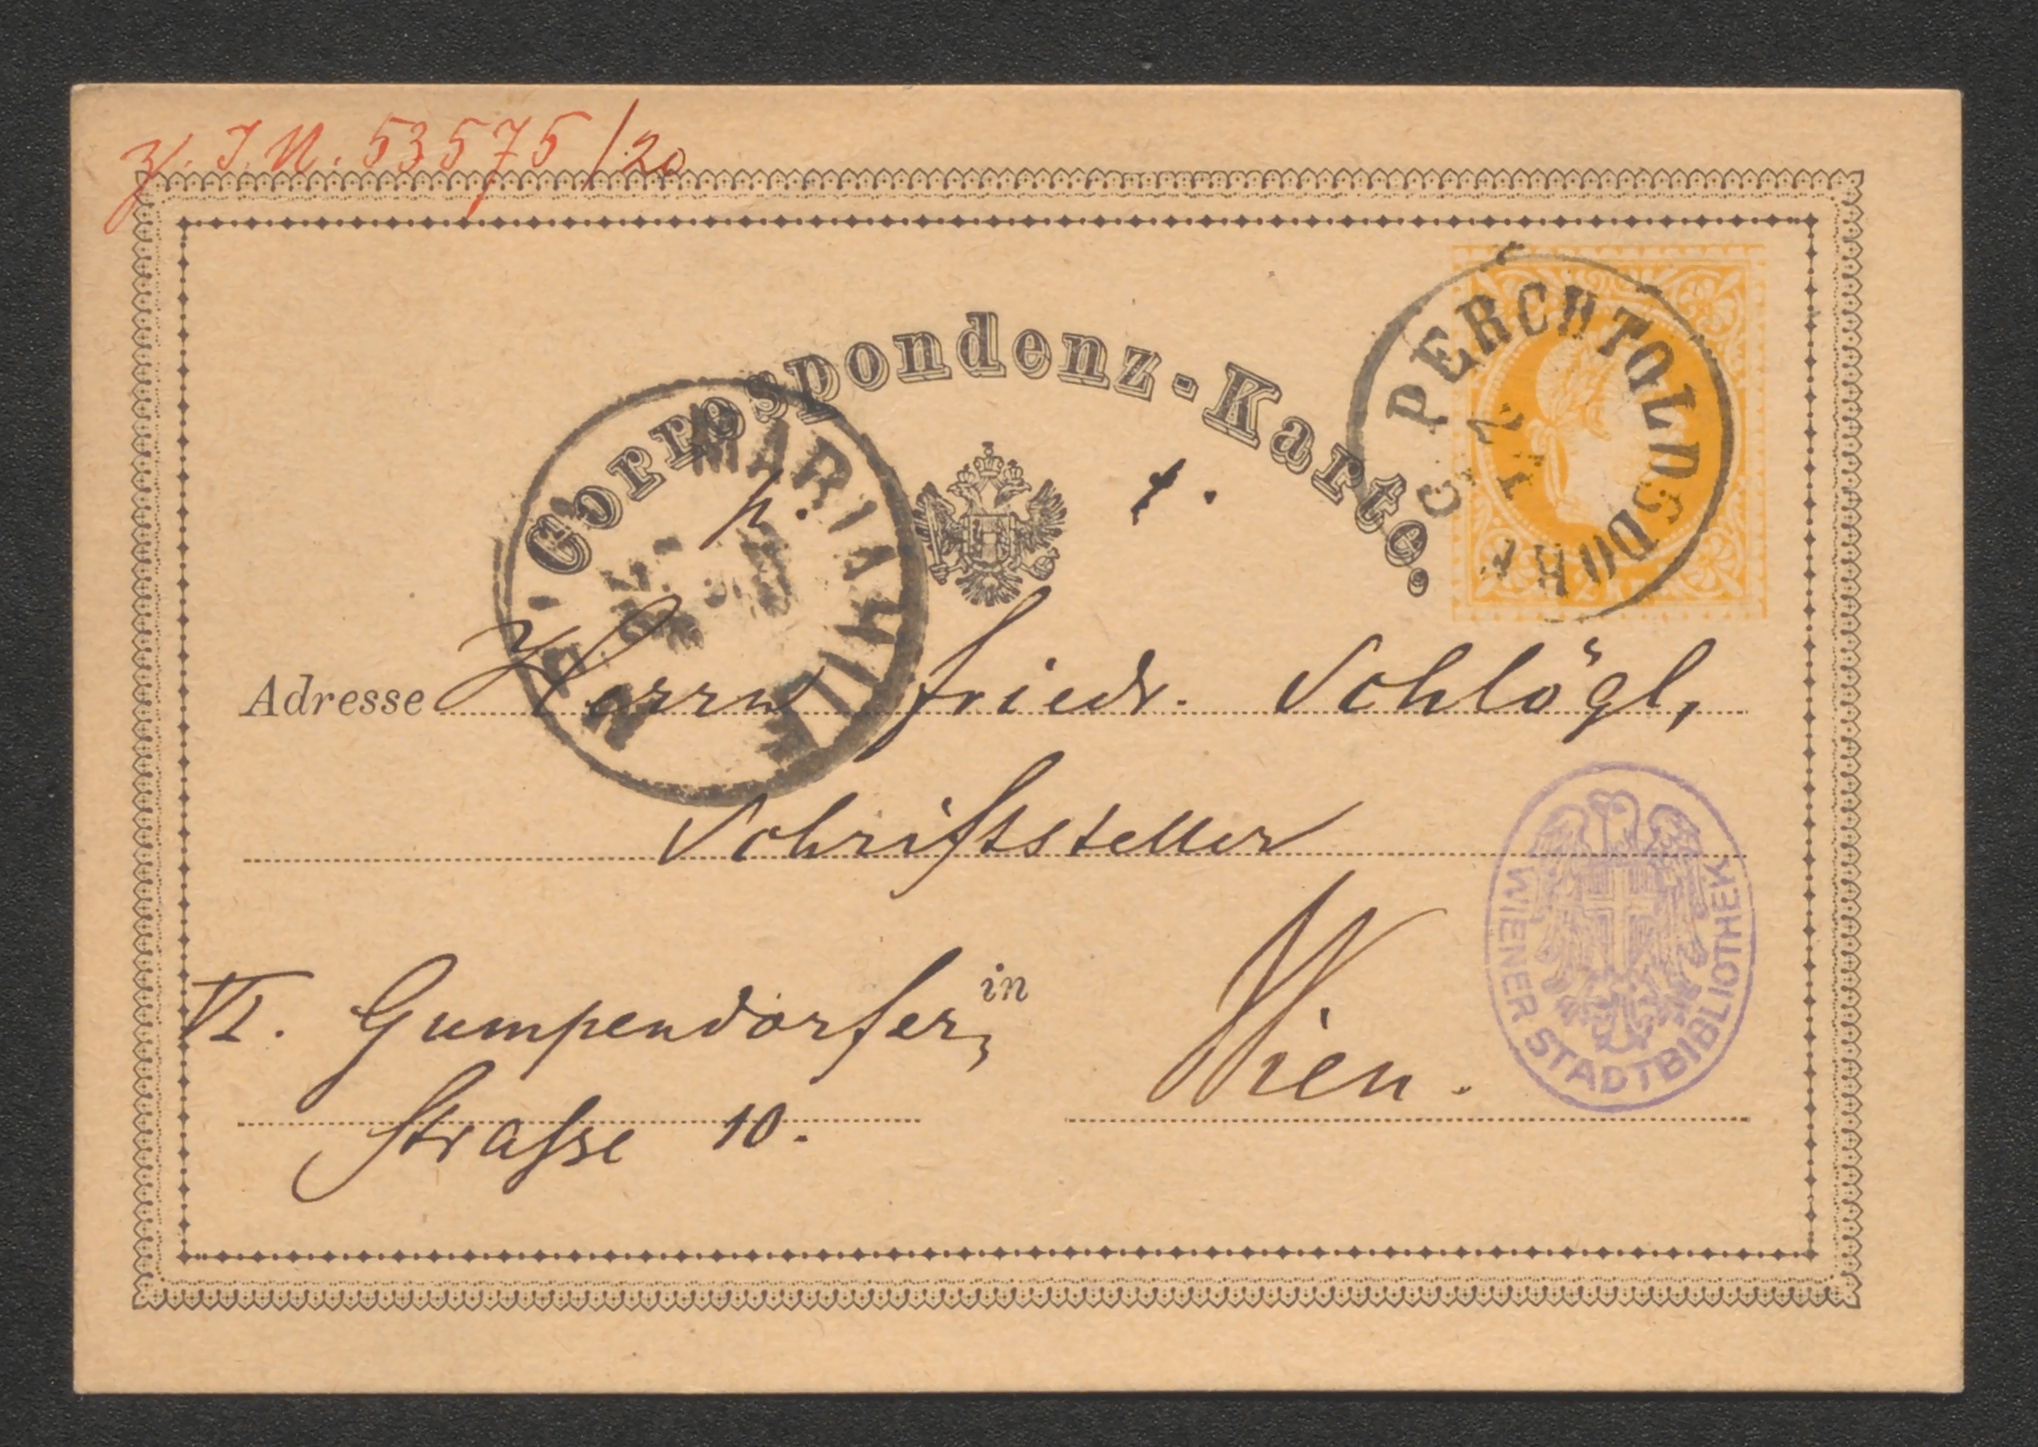 Z. I. N. 53575/20
Correspondenz-Karte.
PERCHTOLDSDORF
MARIAHILF
p. t.
Adresse Herrn Friedr. Schlögl,
Schriftsteller
in Wien.
VI. Gumpendorfer-
Strasse 10.
WIENER STADTBIBLIOTHEK